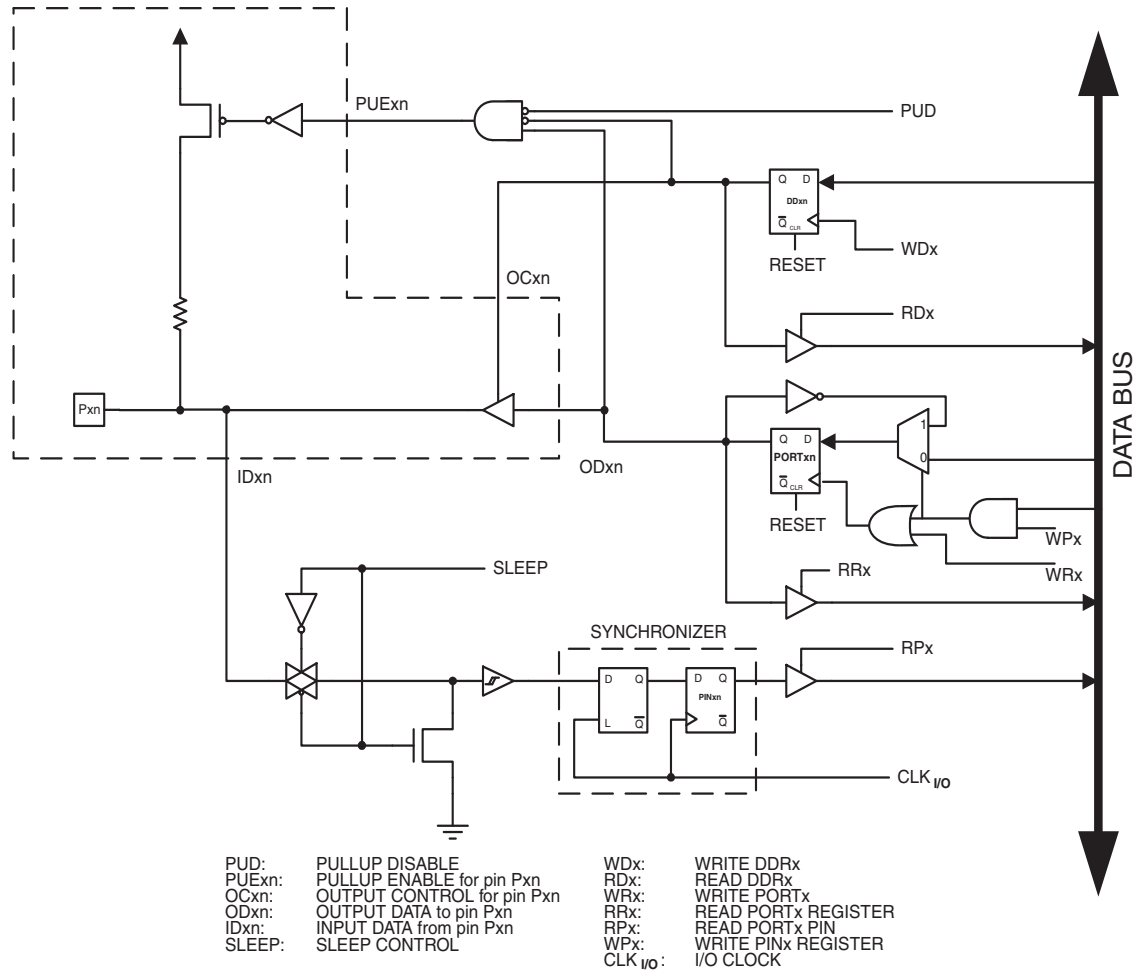 PUExn
PUD
Q D
DDxn
Q CLR
WDx
RESET
OCxn
RDx
Pxn
1
Q D
PORTxn
0
ODxn
IDxn
Q CLR
RESET
WPx
WRx
SLEEP
RRx
SYNCHRONIZER
RPx
D Q
L Q
D Q
PINxn
Q
CLK I/O
DATA BUS
PUD: PULLUP DISABLE
PUExn: PULLUP ENABLE for pin Pxn
OCxn: OUTPUT CONTROL for pin Pxn
ODxn: OUTPUT DATA to pin Pxn
IDxn: INPUT DATA from pin Pxn
SLEEP: SLEEP CONTROL
WDx: WRITE DDRx
RDx: READ DDRx
WRx: WRITE PORTx
RRx: READ PORTx REGISTER
RPx: READ PORTx PIN
WPx: WRITE PINx REGISTER
CLK I/O: I/O CLOCK